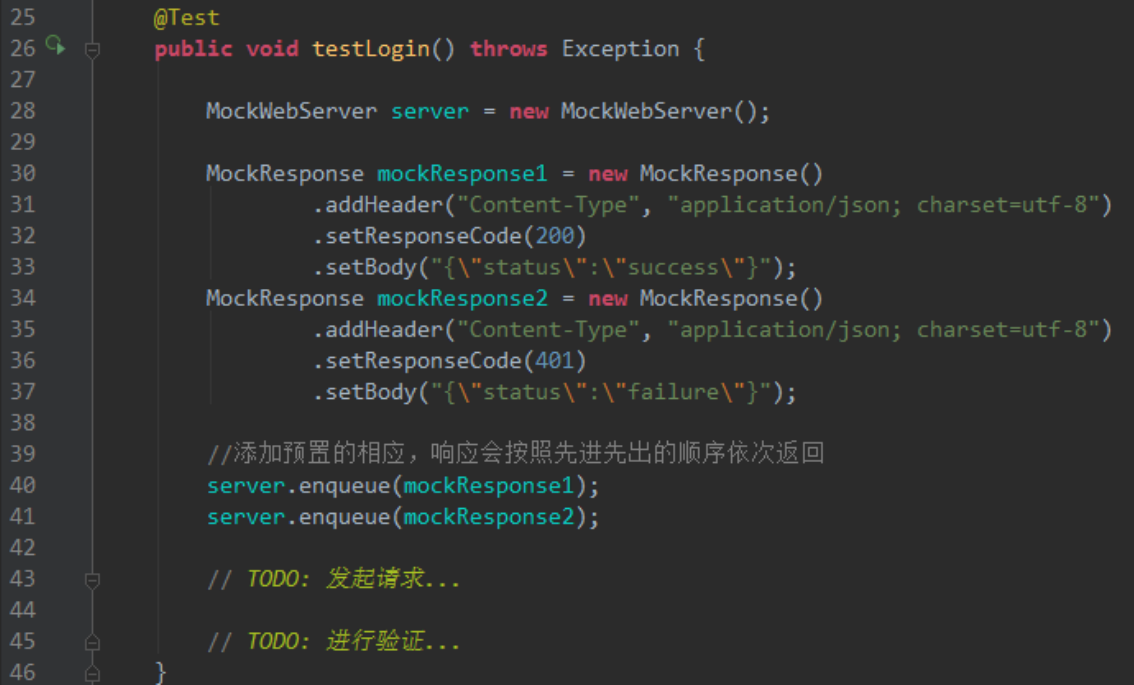 25 @Test
26 public void testLogin() throws Exception {
27
28 MockWebServer server = new MockWebServer();
29
30 MockResponse mockResponse1 = new MockResponse()
31 .addHeader("Content-Type", "application/json; charset=utf-8")
32 .setResponseCode(200)
33 .setBody("{\"status\":\"success\"}");
34 MockResponse mockResponse2 = new MockResponse()
35 .addHeader("Content-Type", "application/json; charset=utf-8")
36 .setResponseCode(401)
37 .setBody("{\"status\":\"failure\"}");
38
39 //添加预置的相应，响应会按照先进先出的顺序依次返回
40 server.enqueue(mockResponse1);
41 server.enqueue(mockResponse2);
42
43 // TODO: 发起请求...
44
45 // TODO: 进行验证...
46 }